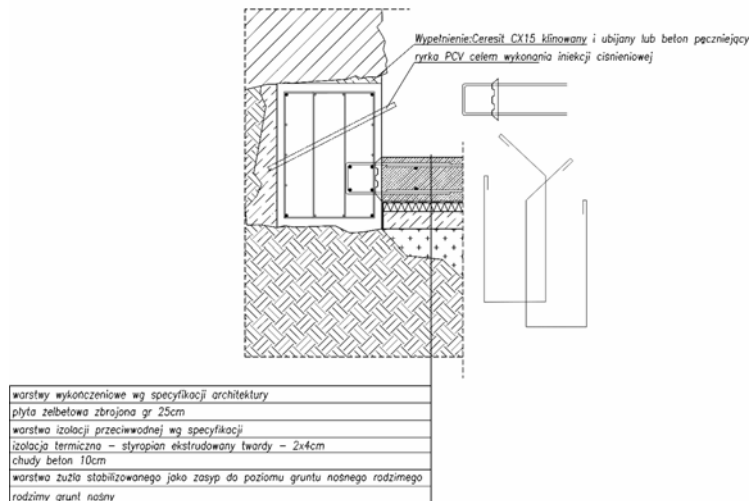 Wypełnienie:Ceresit CX15 klinowany i ubijany lub beton pęczniejący
ryrka PCV celem wykonania iniekcji ciśnieniowej
warstwy wykończeniowe wg specyfikacji architektury
płyta żelbetowa zbrojona gr 25cm
warstwa izolacji przeciwwodnej wg specyfikacji
izolacja termiczna – styropian ekstrudowany twardy – 2x4cm
chudy beton 10cm
warstwa żużla stabilizowanego jako zasyp do poziomu gruntu nośnego rodzimego
rodzimy grunt nośny